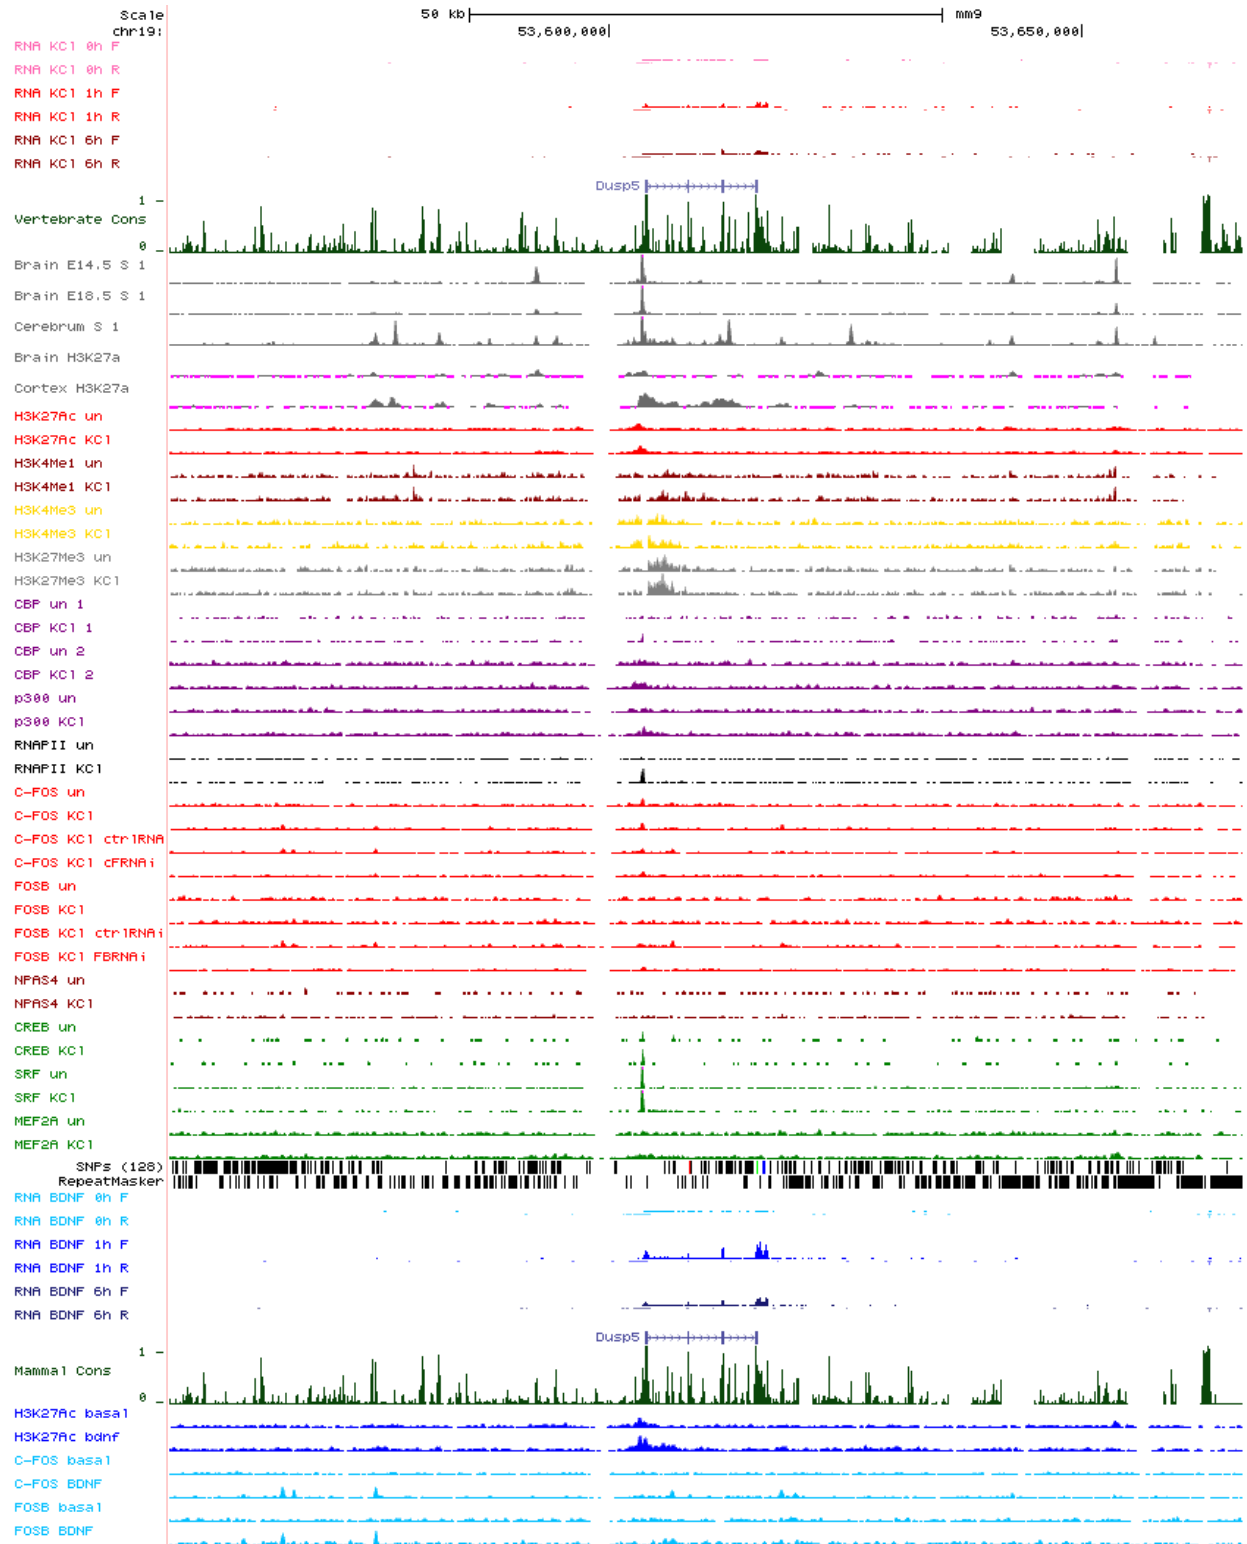 Scale 50 kb mm9
chr19: 53,600,000 53,650,000
RNA KCl 0h F
RNA KCl 0h R
RNA KCl 1h F
RNA KCl 1h R
RNA KCl 6h F
RNA KCl 6h R
Dusp5
1
Vertebrate Cons
0
Brain E14.5 S 1
Brain E18.5 S 1
Cerebrum S 1
Brain H3K27a
Cortex H3K27a
H3K27Ac un
H3K27Ac KCl
H3K4Me1 un
H3K4Me1 KCl
H3K4Me3 un
H3K4Me3 KCl
H3K27Me3 un
H3K27Me3 KCl
CBP un 1
CBP KCl 1
CBP un 2
CBP KCl 2
p300 un
p300 KCl
RNAPII un
RNAPII KCl
C-FOS un
C-FOS KCl
C-FOS KCl ctrlRNA
C-FOS KCl cFRNAi
FOSB un
FOSB KCl
FOSB KCl ctrlRNAi
FOSB KCl FBRNAi
NPAS4 un
NPAS4 KCl
CREB un
CREB KCl
SRF un
SRF KCl
MEF2A un
MEF2A KCl
SNPs (128)
RepeatMasker
RNA BDNF 0h F
RNA BDNF 0h R
RNA BDNF 1h F
RNA BDNF 1h R
RNA BDNF 6h F
RNA BDNF 6h R
Dusp5
1
Mammal Cons
0
H3K27Ac basal
H3K27Ac bdnf
C-FOS basal
C-FOS BDNF
FOSB basal
FOSB BDNF